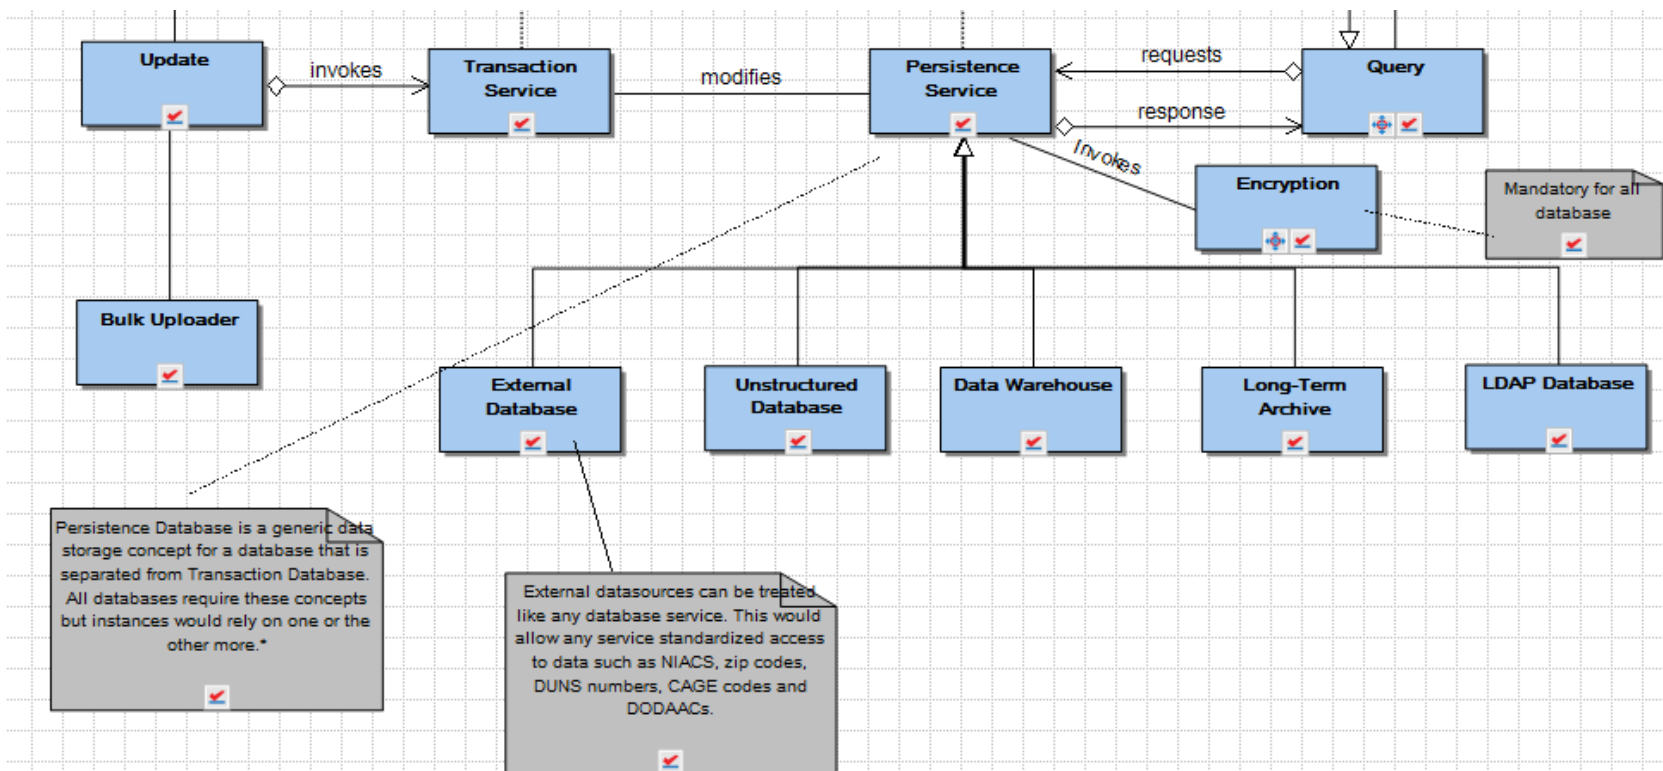 Update
invokes
Transaction
Service
modifies
Persistence
Service
requests
response
Query
Invokes
Encryption
Mandatory for all
database
Bulk Uploader
External
Database
Unstructured
Database
Data Warehouse
Long-Term
Archive
LDAP Database
Persistence Database is a generic data
storage concept for a database that is
separated from Transaction Database.
All databases require these concepts
but instances would rely on one or the
other more.*
External datasources can be treated
like any database service. This would
allow any service standardized access
to data such as NIACS, zip codes,
DUNS numbers, CAGE codes and
DODAACs.